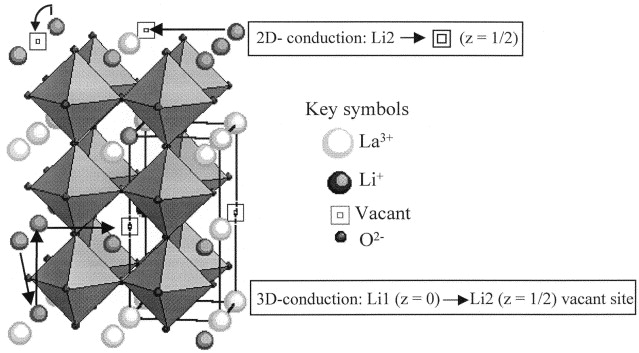 2D- conduction: Li2 → (z = 1/2)
Key symbols
La3+
Li+
Vacant
O2-
3D-conduction: Li1 (z = 0) → Li2 (z = 1/2) vacant site